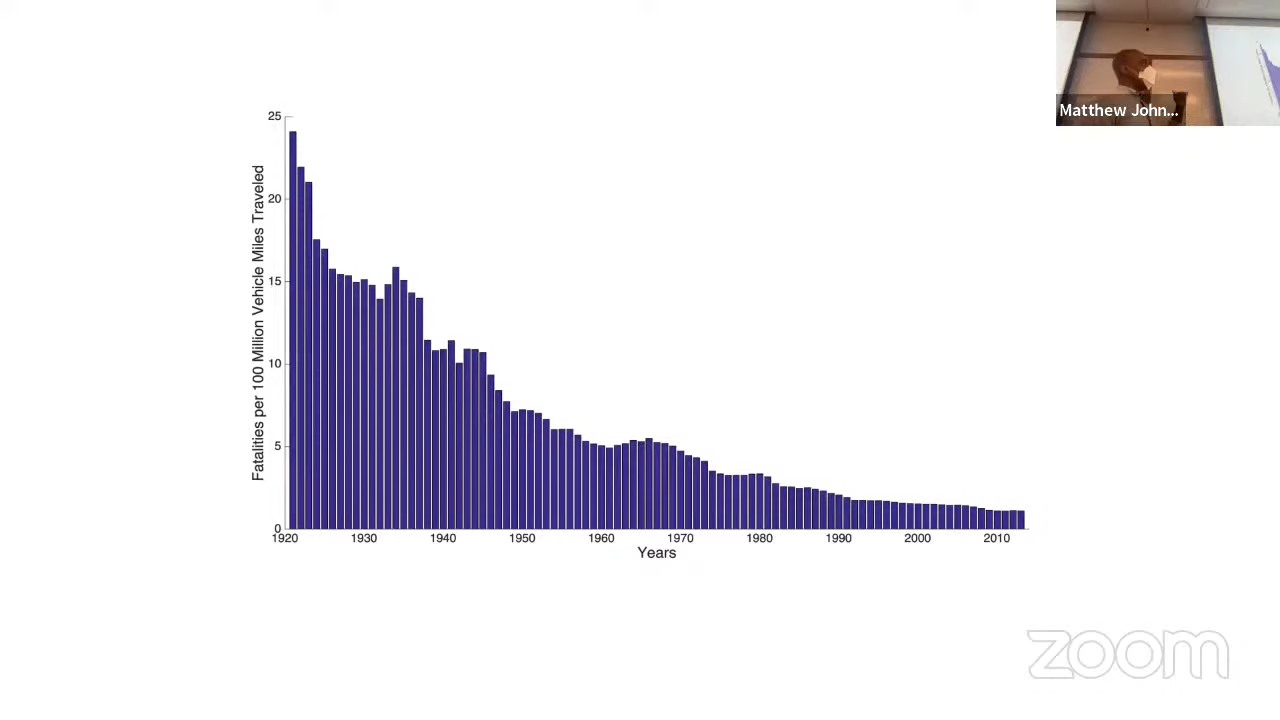 Matthew John...
Fatalities per 100 Million Vehicle Miles Traveled
25
20
15
10
5
0
1920 1930 1940 1950 1960 1970 1980 1990 2000 2010
Years
zoom